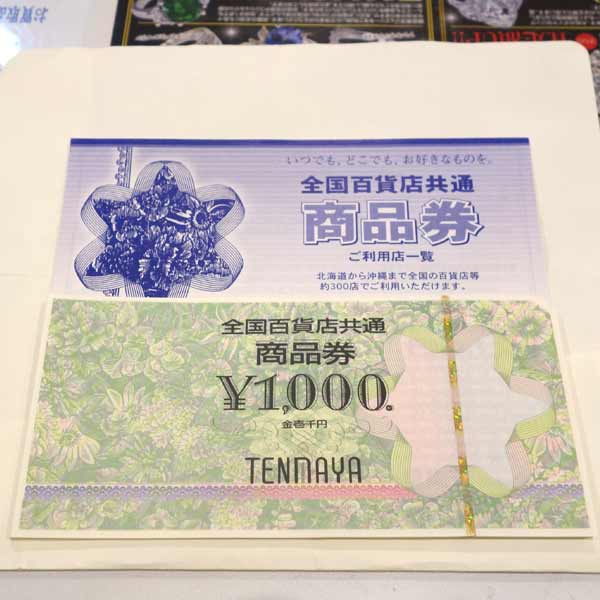 お買取品
いつでも、どこでも、お好きなものを。
全国百貨店共通
商品券
ご利用店一覧
北海道から沖縄まで全国の百貨店等
約300店でご利用いただけます。
全国百貨店共通
商品券
¥1,000.
金壱千円
TENMAYA